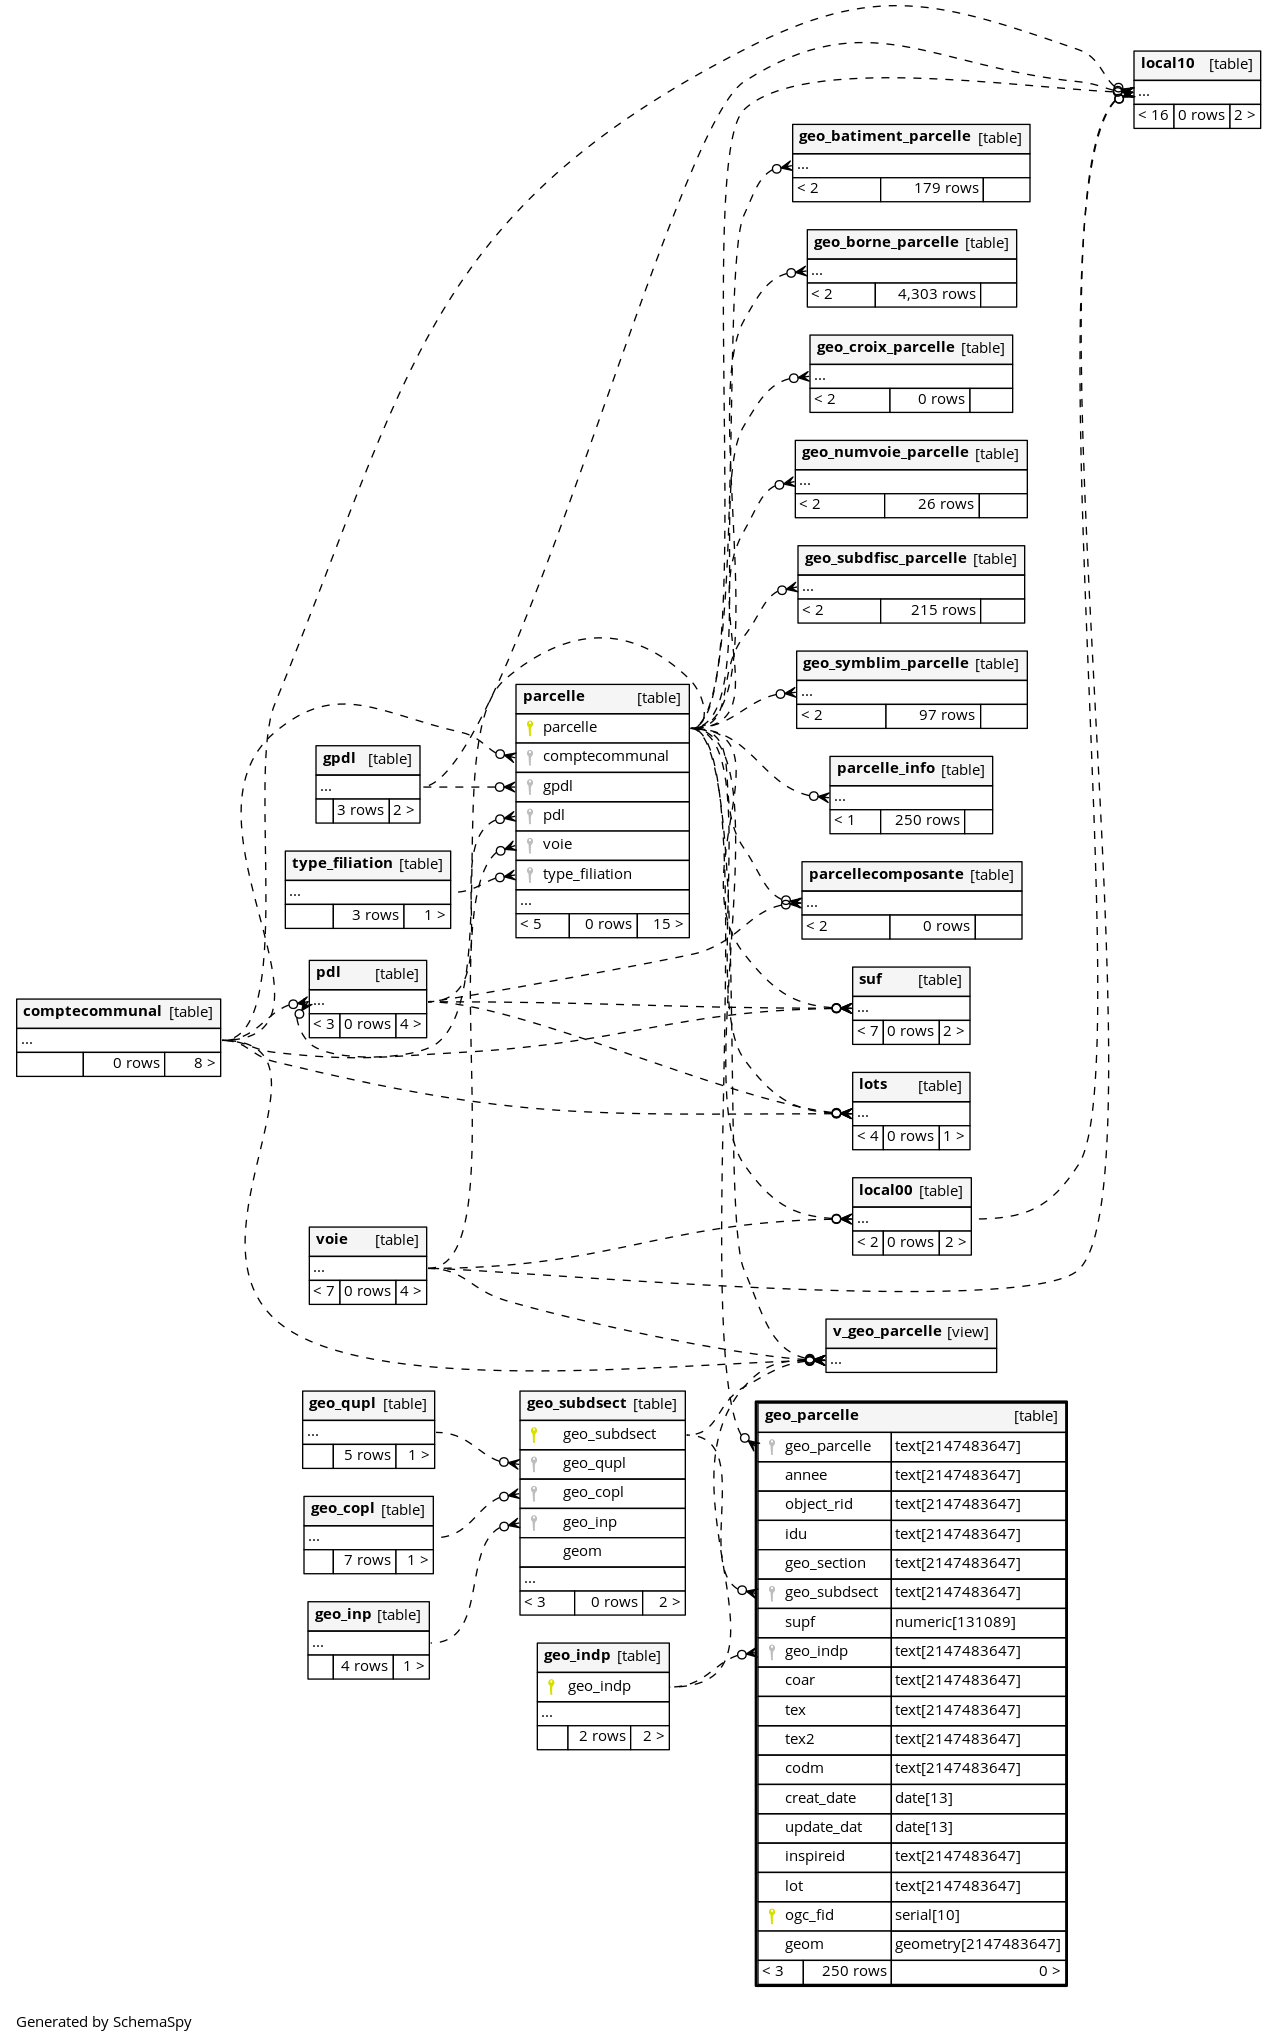 local10 [table]
...
< 16 0 rows 2 >
geo_batiment_parcelle [table]
...
< 2 179 rows
geo_borne_parcelle [table]
...
< 2 4,303 rows
geo_croix_parcelle [table]
...
< 2 0 rows
geo_numvoie_parcelle [table]
...
< 2 26 rows
geo_subdfisc_parcelle [table]
...
< 2 215 rows
geo_symblim_parcelle [table]
...
< 2 97 rows
parcelle [table]
parcelle
comptecommunal
gpdl
pdl
voie
type_filiation
...
< 5 0 rows 15 >
gpdl [table]
...
3 rows 2 >
parcelle_info [table]
...
< 1 250 rows
type_filiation [table]
...
3 rows 1 >
parcellecomposante [table]
...
< 2 0 rows
pdl [table]
...
< 3 0 rows 4 >
suf [table]
...
< 7 0 rows 2 >
comptecommunal [table]
...
0 rows 8 >
lots [table]
...
< 4 0 rows 1 >
local00 [table]
...
< 2 0 rows 2 >
voie [table]
...
< 7 0 rows 4 >
v_geo_parcelle [view]
...
geo_qupl [table]
...
5 rows 1 >
geo_subdsect [table]
geo_subdsect
geo_qupl
geo_copl
geo_inp
geom
...
< 3 0 rows 2 >
geo_copl [table]
...
7 rows 1 >
geo_inp [table]
...
4 rows 1 >
geo_indp [table]
geo_indp
...
2 rows 2 >
geo_parcelle [table]
geo_parcelle text[2147483647]
annee text[2147483647]
object_rid text[2147483647]
idu text[2147483647]
geo_section text[2147483647]
geo_subdsect text[2147483647]
supf numeric[131089]
geo_indp text[2147483647]
coar text[2147483647]
tex text[2147483647]
tex2 text[2147483647]
codm text[2147483647]
creat_date date[13]
update_dat date[13]
inspireid text[2147483647]
lot text[2147483647]
ogc_fid serial[10]
geom geometry[2147483647]
< 3 250 rows 0 >
Generated by SchemaSpy